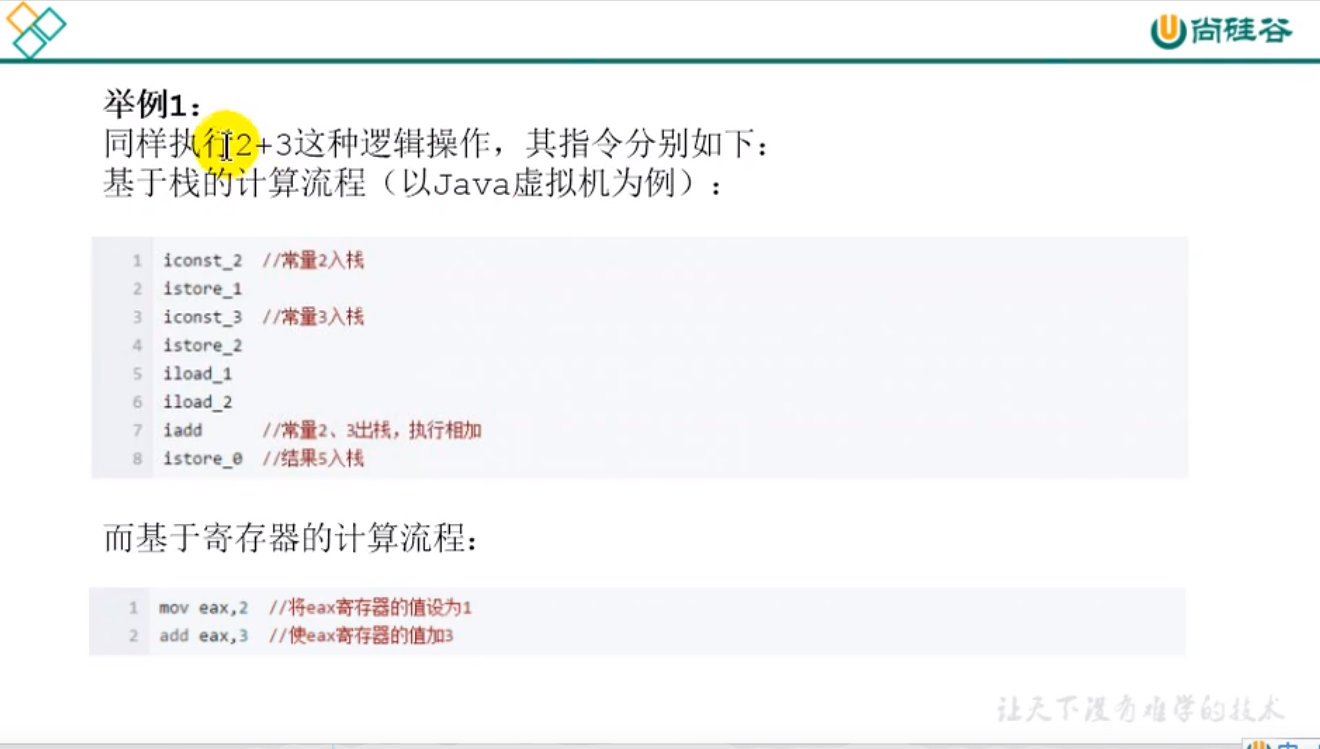 尚硅谷
举例1：
同样执行2+3这种逻辑操作，其指令分别如下：
基于栈的计算流程（以Java虚拟机为例）：
1 iconst_2 //常量2入栈
2 istore_1
3 iconst_3 //常量3入栈
4 istore_2
5 iload_1
6 iload_2
7 iadd //常量2、3出栈，执行相加
8 istore_0 //结果5入栈
而基于寄存器的计算流程：
1 mov eax,2 //将eax寄存器的值设为1
2 add eax,3 //使eax寄存器的值加3
让天下没有难学的技术